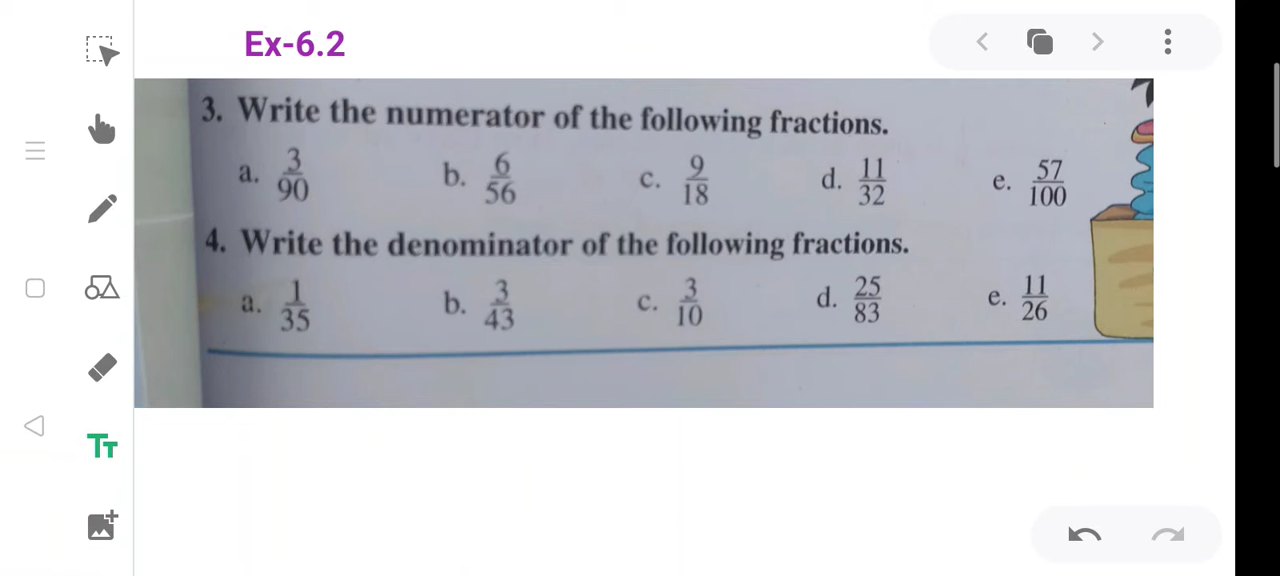 Ex-6.2
3. Write the numerator of the following fractions.
a. 3/90 b. 6/56 c. 9/18 d. 11/32 e. 57/100
4. Write the denominator of the following fractions.
a. 1/35 b. 3/43 c. 3/10 d. 25/83 e. 11/26
TT